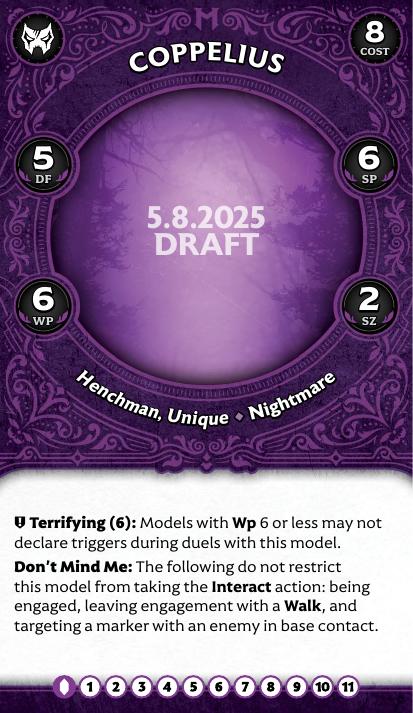 COPPELIUS
8
COST
5
DF
6
SP
5.8.2025
DRAFT
6
WP
2
SZ
Henchman, Unique ◆ Nightmare
Terrifying (6): Models with Wp 6 or less may not
declare triggers during duels with this model.
Don't Mind Me: The following do not restrict
this model from taking the Interact action: being
engaged, leaving engagement with a Walk, and
targeting a marker with an enemy in base contact.
1 2 3 4 5 6 7 8 9 10 11